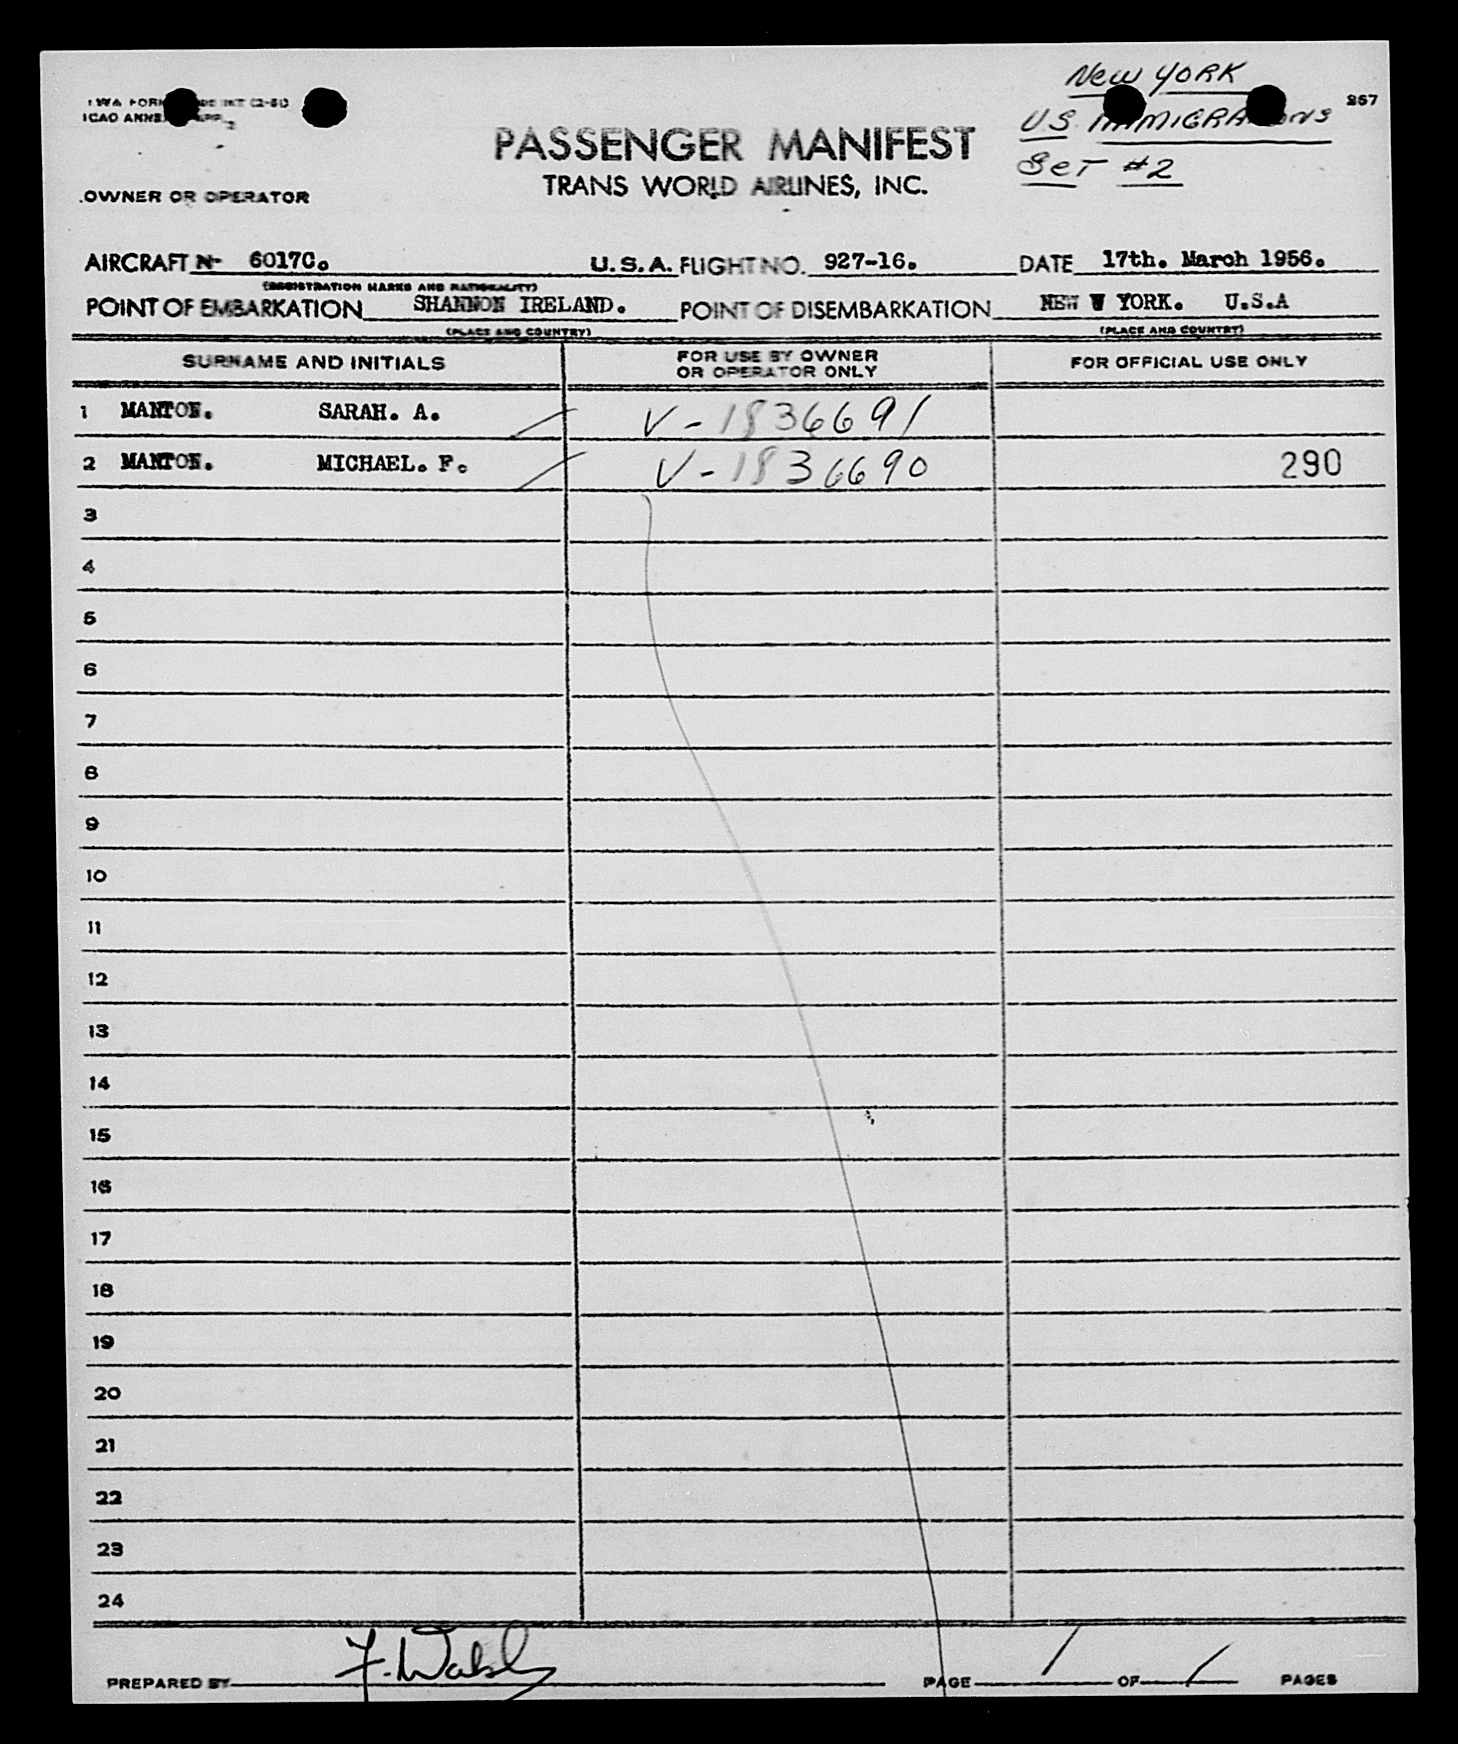 New YORK
267
ICAO ANNEX
U.S. IMMIGRATIONS
PASSENGER MANIFEST
SET #2
TRANS WORLD AIRLINES, INC.
OWNER OR OPERATOR
AIRCRAFT N- 6017C. U.S.A. FLIGHT NO. 927-16. DATE 17th. March 1956.
(REGISTRATION MARKS AND NATIONALITY)
POINT OF EMBARKATION SHANNON IRELAND. POINT OF DISEMBARKATION NEW W YORK. U.S.A
(PLACE AND COUNTRY) (PLACE AND COUNTRY)
SURNAME AND INITIALS FOR USE BY OWNER OR OPERATOR ONLY FOR OFFICIAL USE ONLY
1 MANTON. SARAH. A. V-1836691
2 MANTON. MICHAEL. F. V-1836690 290
3
4
5
6
7
8
9
10
11
12
13
14
15
16
17
18
19
20
21
22
23
24
PREPARED BY F. Walsh PAGE 1 OF 1 PAGES